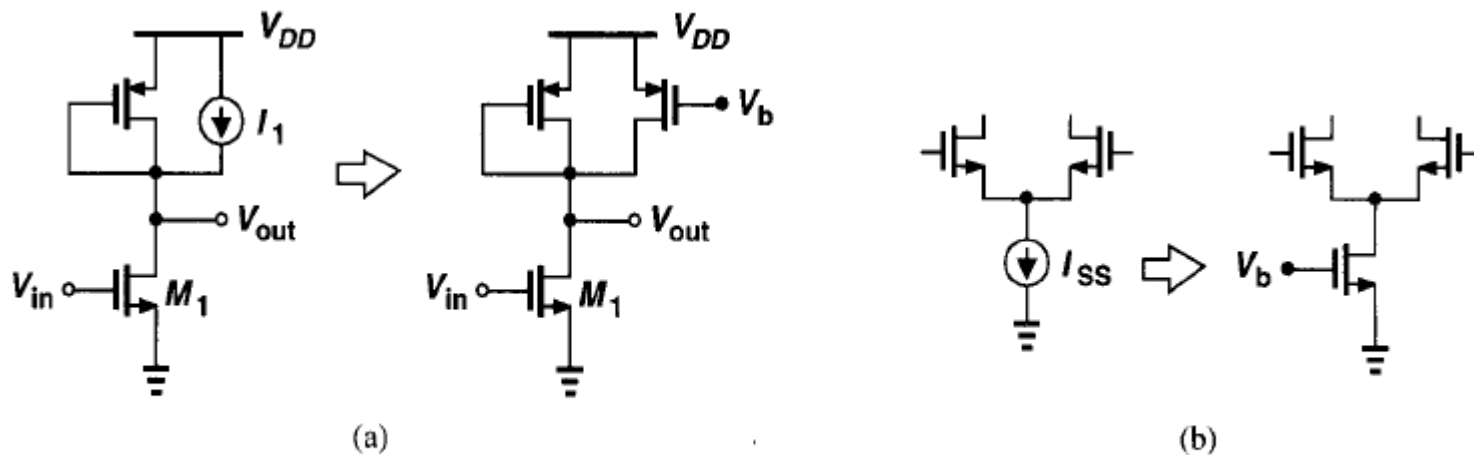 V_DD
I_1
V_out
V_in
M_1
V_DD
V_b
V_out
V_in
M_1
(a)
I_SS
V_b
(b)